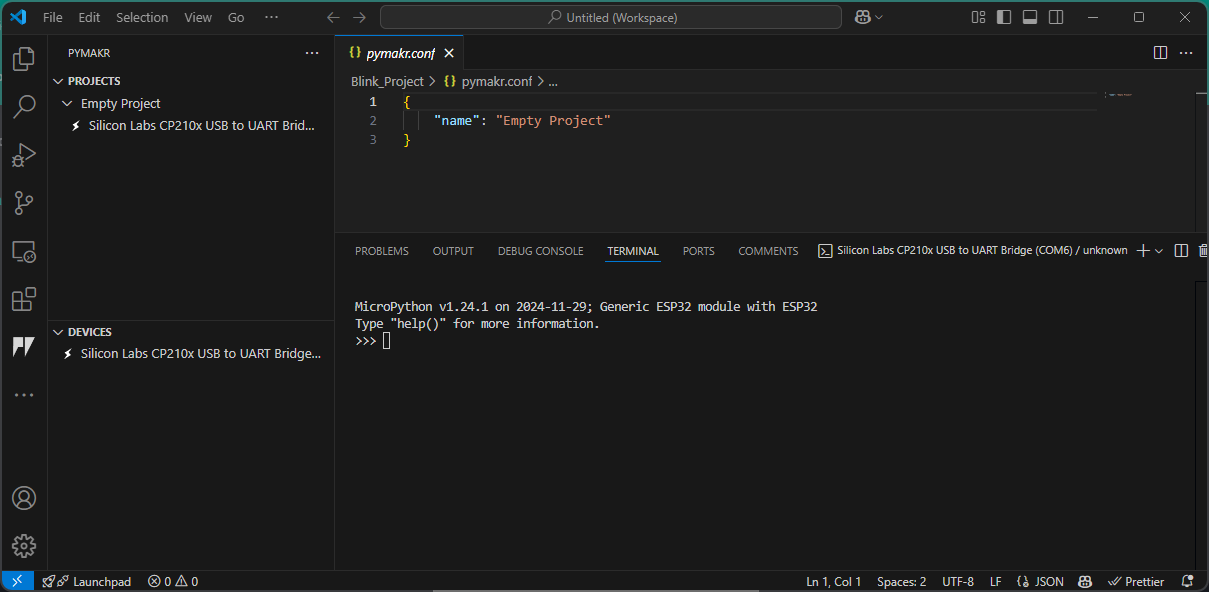 File Edit Selection View Go ··· Untitled (Workspace)
PYMAKR ···
PROJECTS
Empty Project
Silicon Labs CP210x USB to UART Brid...
DEVICES
Silicon Labs CP210x USB to UART Bridge...
{} pymakr.conf
Blink_Project > {} pymakr.conf > ...
1 {
2 "name": "Empty Project"
3 }
PROBLEMS OUTPUT DEBUG CONSOLE TERMINAL PORTS COMMENTS Silicon Labs CP210x USB to UART Bridge (COM6) / unknown
MicroPython v1.24.1 on 2024-11-29; Generic ESP32 module with ESP32
Type "help()" for more information.
>>>
Launchpad 0 0 Ln 1, Col 1 Spaces: 2 UTF-8 LF JSON Prettier